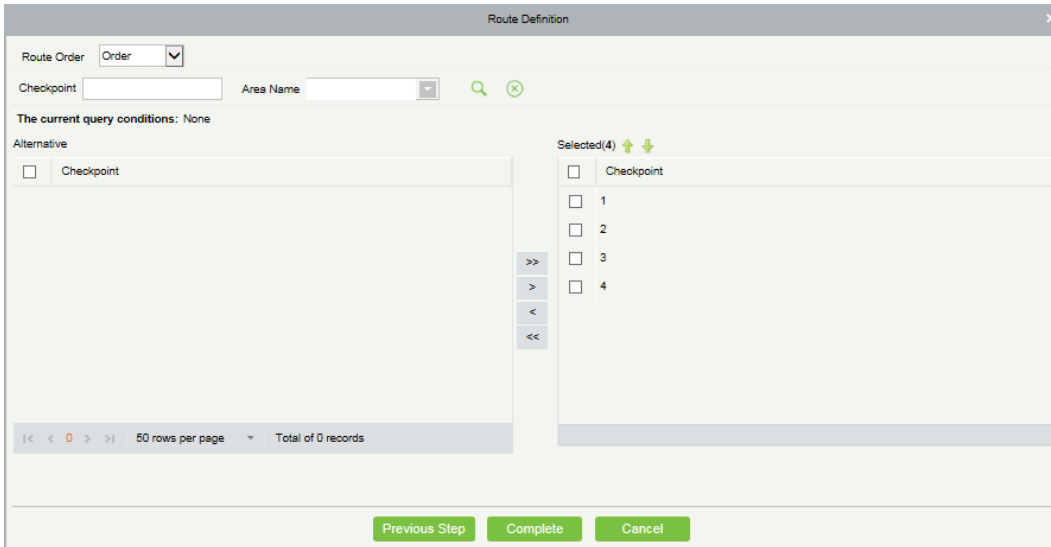 Route Definition
Route Order Order
Checkpoint Area Name
The current query conditions: None
Alternative
Selected(4)
Checkpoint
Checkpoint
1
2
3
4
>>
>
<
<<
|< < 0 > >| 50 rows per page Total of 0 records
Previous Step Complete Cancel